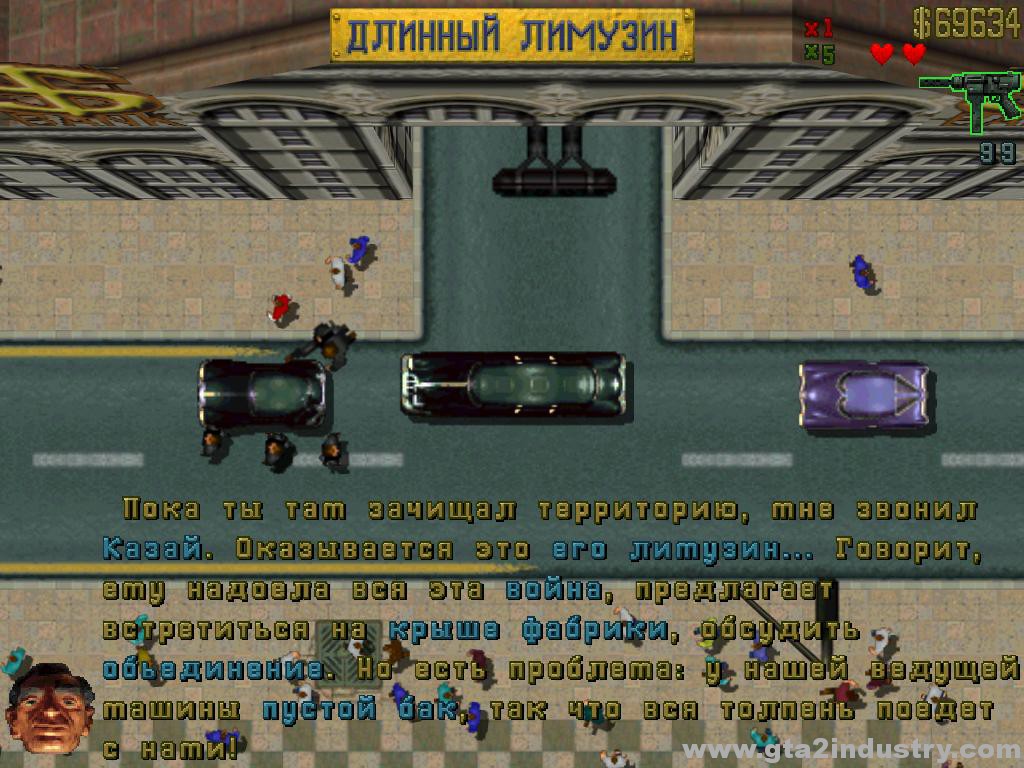 ДЛИННЫЙ ЛИМУЗИН
$69634
x1
x5
99
Пока ты там зачищал территорию, мне звонил
Казай. Оказывается это его лимузин... Говорит,
ему надоела вся эта война, предлагает
встретиться на крыше фабрики, обсудить
объединение. Но есть проблема: у нашей ведущей
машины пустой бак, так что вся толпень поедет
с нами!
www.gta2industry.com